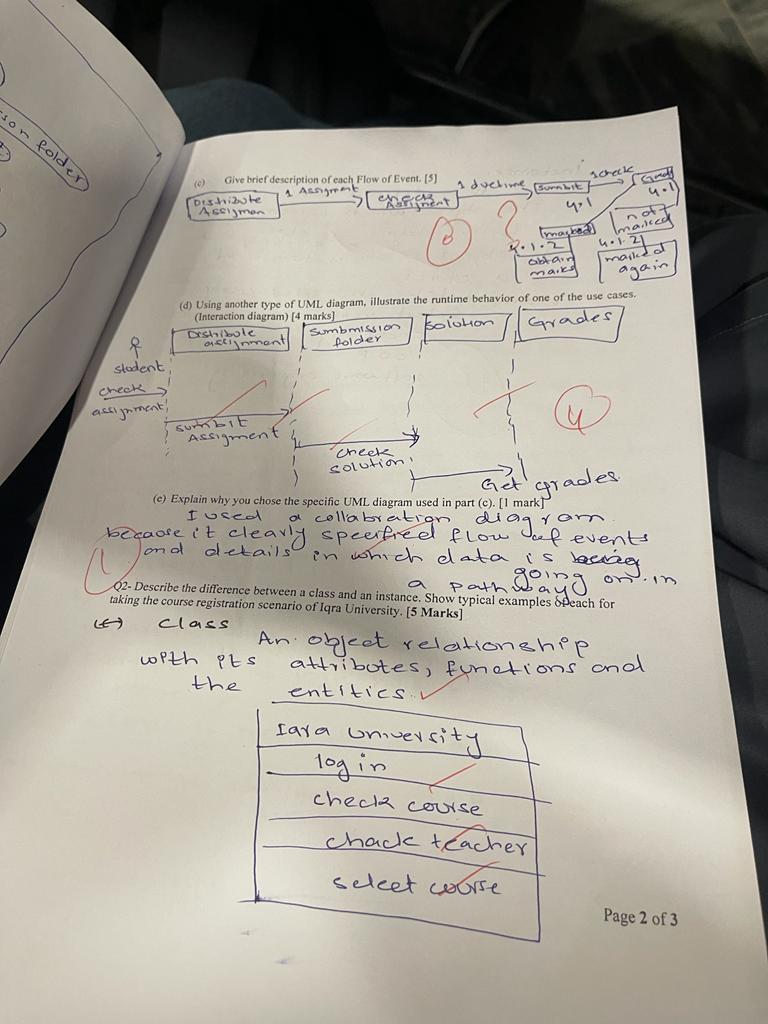 son folder
(c) Give brief description of each Flow of Event. [5]
Distribute Assigman
1 Assigment
check Assigment
1 duetime
Sumbit
1 check
4.1
4.1
marked
not marked
4.1.2
4.1.2
obtain marks
marked again
?
(d) Using another type of UML diagram, illustrate the runtime behavior of one of the use cases.
(Interaction diagram) [4 marks]
Distribute assignment
Sumbmission folder
Solution
Grades
student
check
assignment
sumbit
Assigment
check
solution
Get grades
4
(e) Explain why you chose the specific UML diagram used in part (c). [1 mark]
I used a collabration diagram
because it clearly specified flow of events
and details in which data is being
going on in
a pathway
1
Q2- Describe the difference between a class and an instance. Show typical examples of each for
taking the course registration scenario of Iqra University. [5 Marks]
class
An object relationship
with its attributes, functions and
the entities.
Iqra university
log in
check course
chack teacher
select course
Page 2 of 3